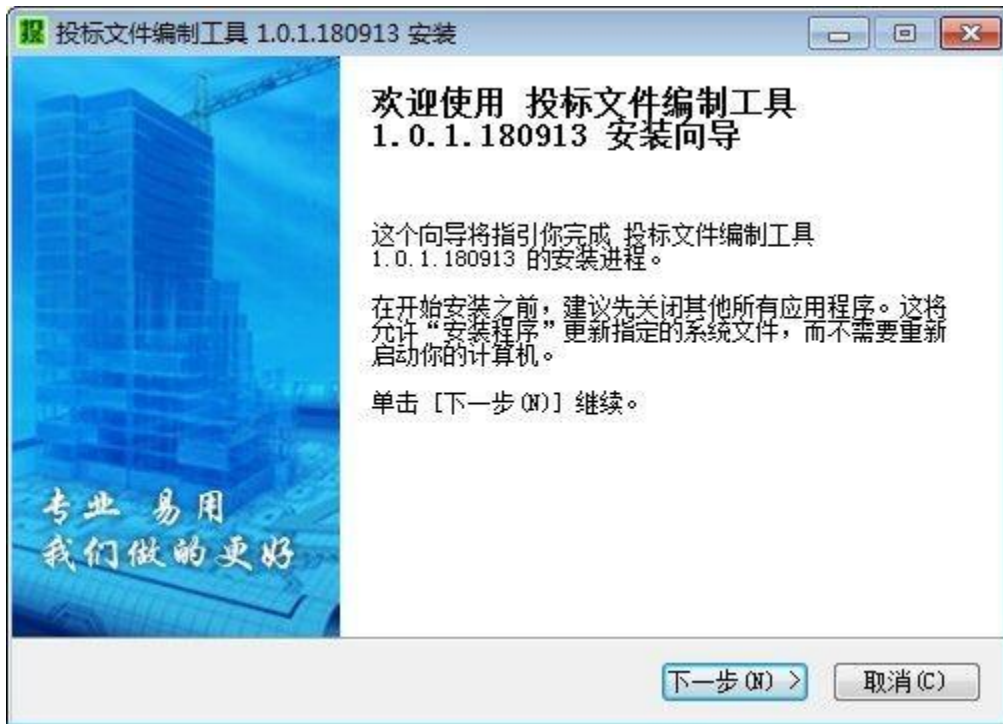 投 投标文件编制工具 1.0.1.180913 安装
欢迎使用 投标文件编制工具
1.0.1.180913 安装向导
这个向导将指引你完成 投标文件编制工具
1.0.1.180913 的安装进程。
在开始安装之前，建议先关闭其他所有应用程序。这将
允许“安装程序”更新指定的系统文件，而不需要重新
启动你的计算机。
单击 [下一步(N)] 继续。
专业 易用
我们做的更好
下一步(N) >
取消(C)